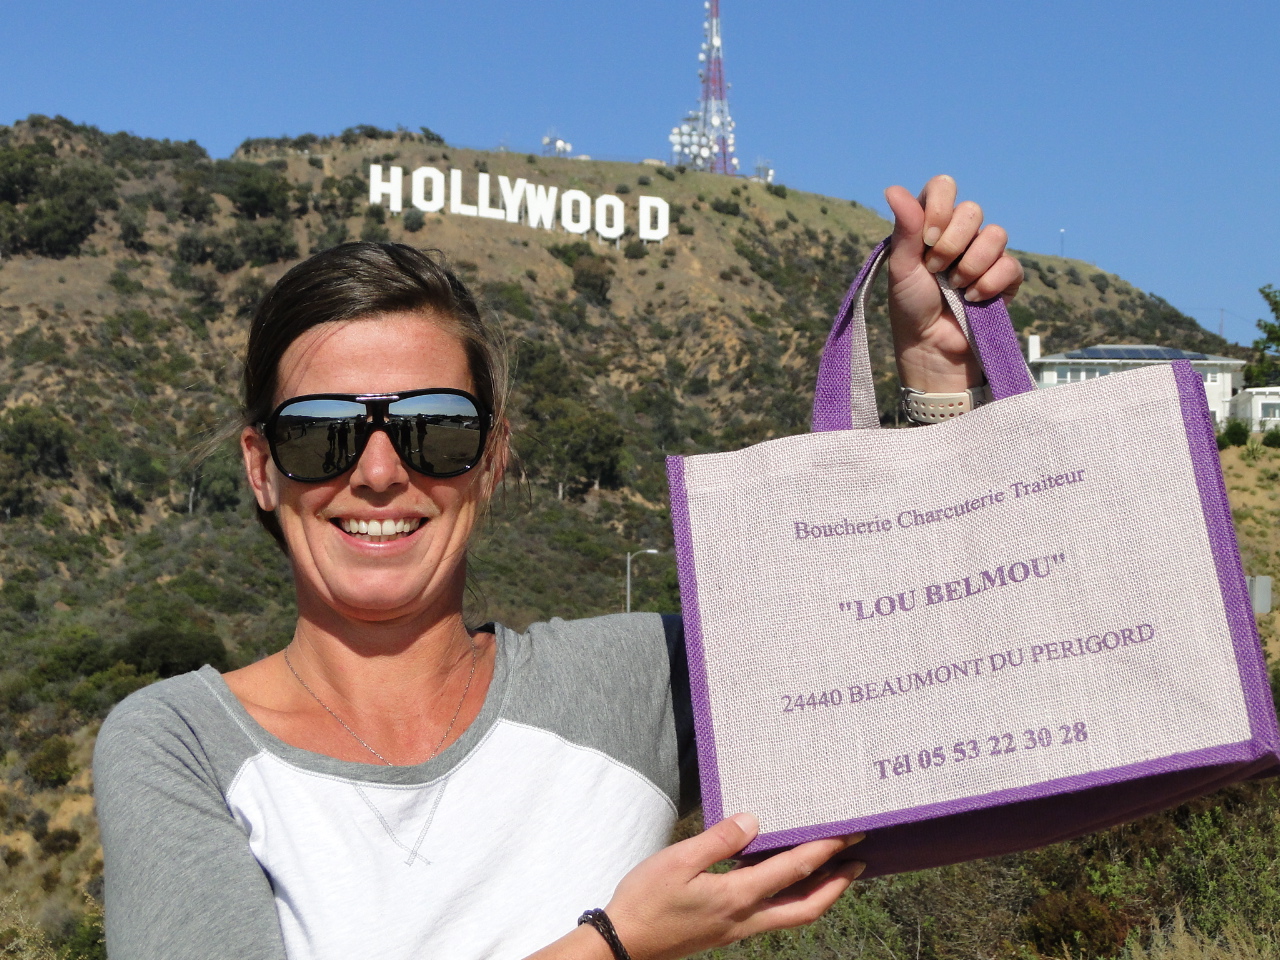 HOLLYWOOD
Boucherie Charcuterie Traiteur
"LOU BELMOU"
24440 BEAUMONT DU PERIGORD
Tél 05 53 22 30 28